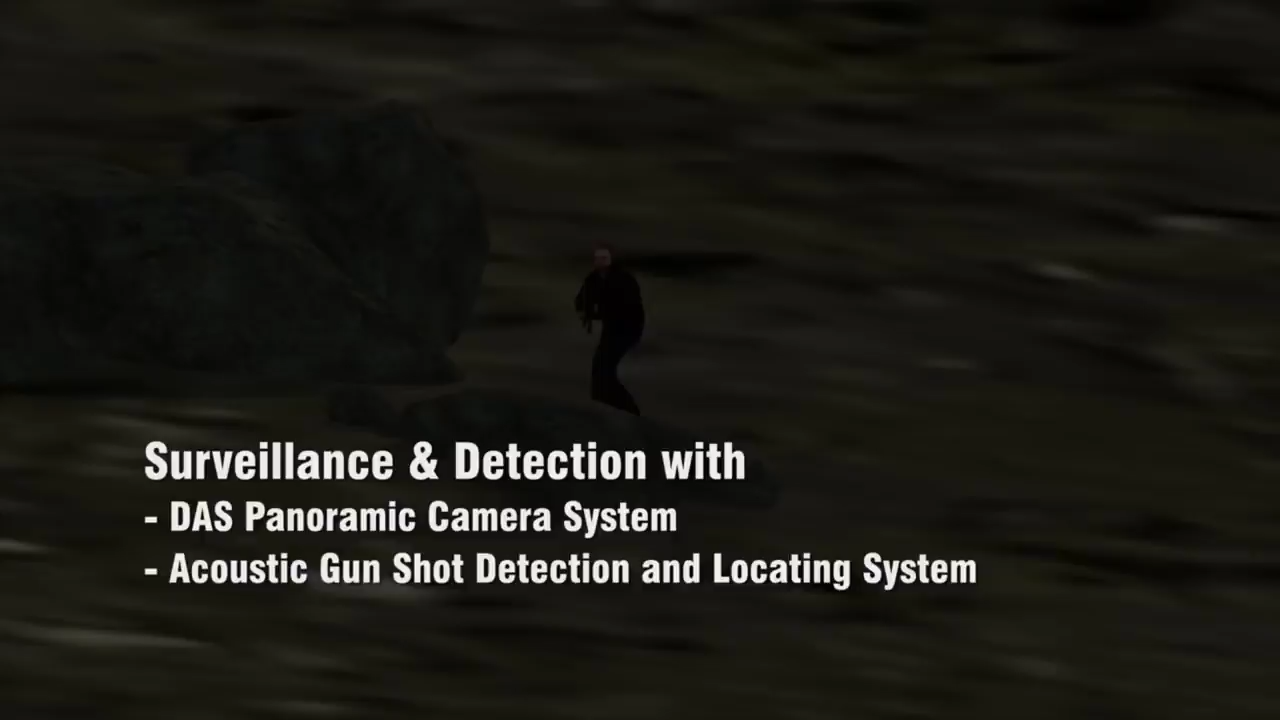 Surveillance & Detection with
- DAS Panoramic Camera System
- Acoustic Gun Shot Detection and Locating System